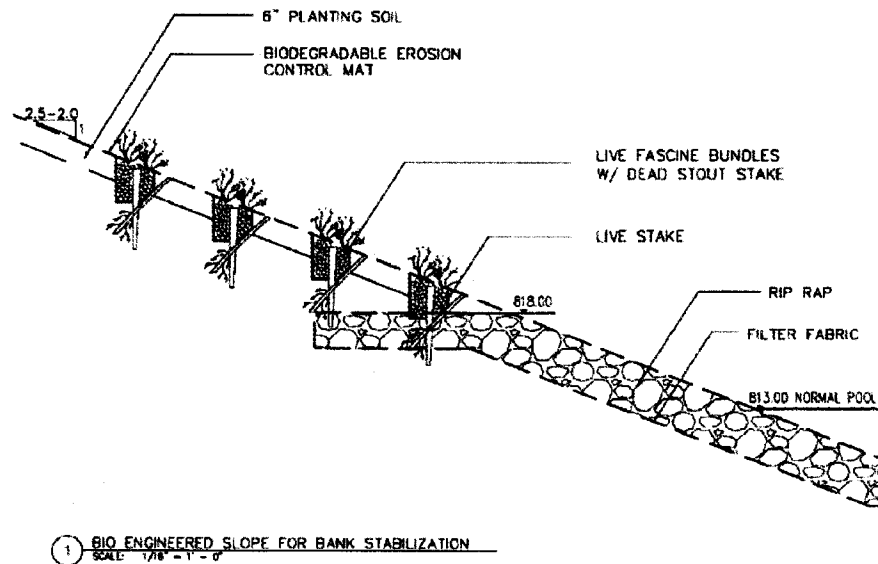 6" PLANTING SOIL
BIODEGRADABLE EROSION
CONTROL MAT
2.5-2.0
1
LIVE FASCINE BUNDLES
W/ DEAD STOUT STAKE
LIVE STAKE
818.00
RIP RAP
FILTER FABRIC
813.00 NORMAL POOL
1
BIO ENGINEERED SLOPE FOR BANK STABILIZATION
SCALE: 1/16" = 1' - 0"